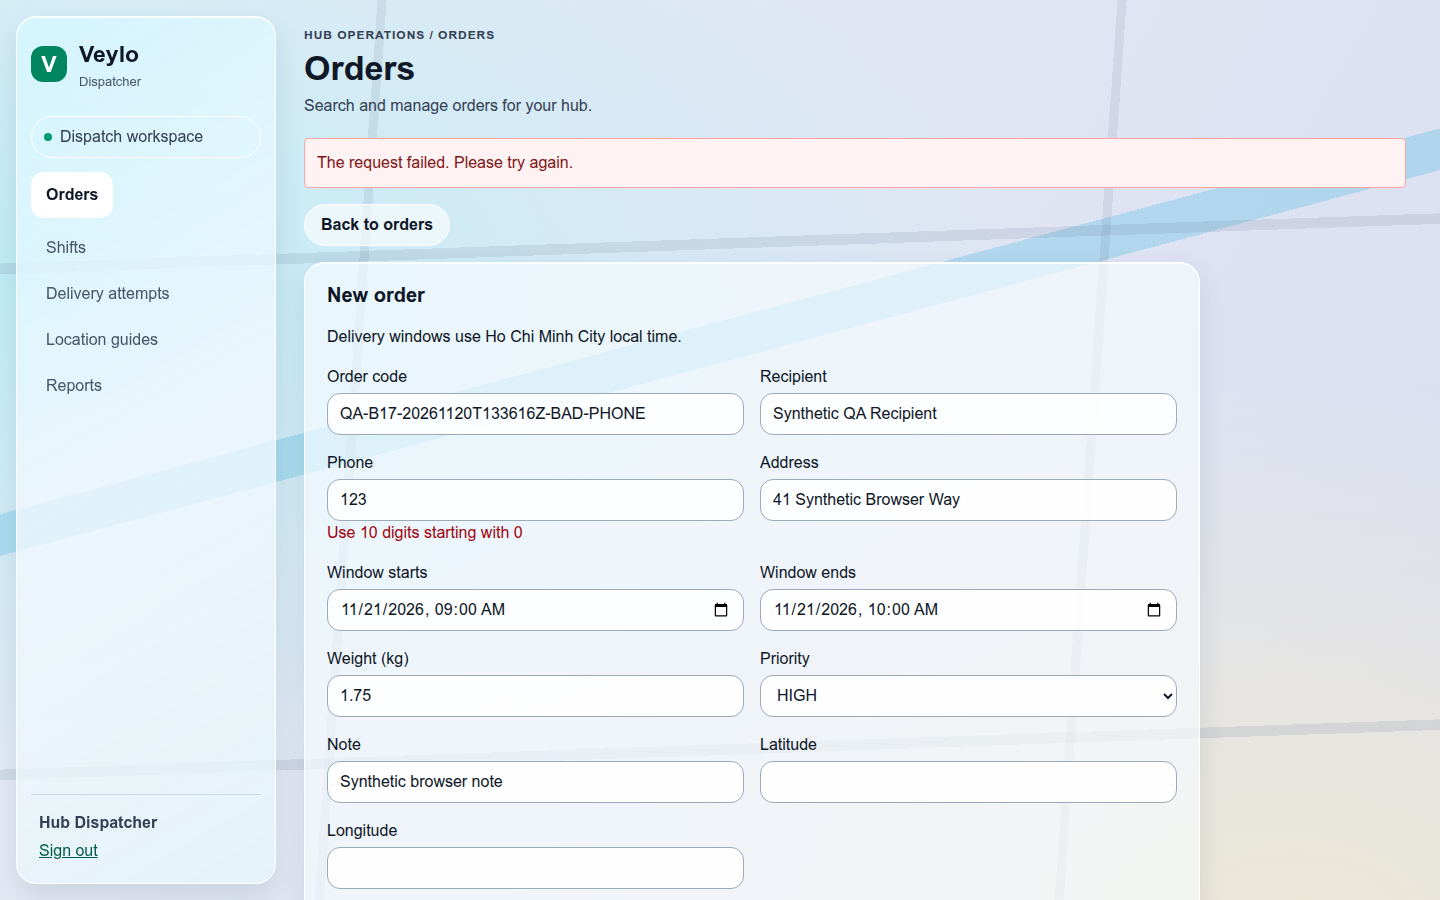 V
Veylo
Dispatcher
Dispatch workspace
Orders
Shifts
Delivery attempts
Location guides
Reports
Hub Dispatcher
Sign out
HUB OPERATIONS / ORDERS
Orders
Search and manage orders for your hub.
The request failed. Please try again.
Back to orders
New order
Delivery windows use Ho Chi Minh City local time.
Order code
QA-B17-20261120T133616Z-BAD-PHONE
Recipient
Synthetic QA Recipient
Phone
123
Use 10 digits starting with 0
Address
41 Synthetic Browser Way
Window starts
11/21/2026, 09:00 AM
Window ends
11/21/2026, 10:00 AM
Weight (kg)
1.75
Priority
HIGH
Note
Synthetic browser note
Latitude
Longitude